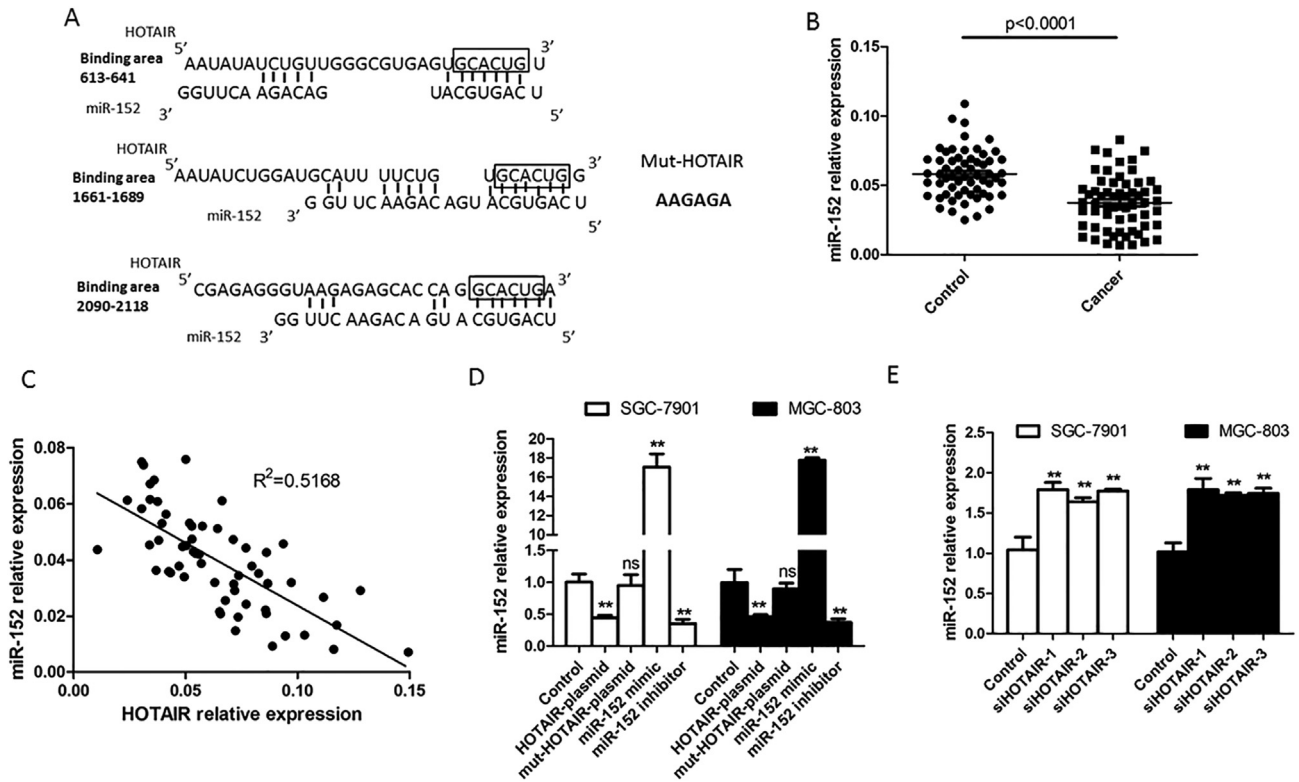 A
HOTAIR
5′ 3′
Binding area
613-641
AAUAUAUCUGUUGGGCGUGAGUGCACUG U
GGUUCA AGACAG UACGUGAC U
miR-152
3′ 5′
HOTAIR
5′ 3′
Binding area
1661-1689
AAUAUCUGGAUGCAUU UUCUG UGCACUG G
G GU UC AAGAC AGU ACGUGAC U
miR-152 3′ 5′
Mut-HOTAIR
AAGAGA
HOTAIR
5′ 3′
Binding area
2090-2118
CGAGAGGGUAAGAGAGCAC CA G GCACUGA
GG UUC AAGAC A GU A CGUGACU
miR-152 3′ 5′
B
p<0.0001
miR-152 relative expression
0.15
0.10
0.05
0.00
Control
Cancer
C
miR-152 relative expression
0.08
0.06
0.04
0.02
0.00
R2=0.5168
0.00 0.05 0.10 0.15
HOTAIR relative expression
D
SGC-7901 MGC-803
miR-152 relative expression
20
18
16
14
12
10
1.5
1.0
0.5
0.0
** ns ** **
** ns ** **
Control
HOTAIR-plasmid
mut-HOTAIR-plasmid
miR-152 mimic
miR-152 inhibitor
Control
HOTAIR-plasmid
mut-HOTAIR-plasmid
miR-152 mimic
miR-152 inhibitor
E
SGC-7901 MGC-803
miR-152 relative expression
2.5
2.0
1.5
1.0
0.5
0.0
** ** **
** ** **
Control
siHOTAIR-1
siHOTAIR-2
siHOTAIR-3
Control
siHOTAIR-1
siHOTAIR-2
siHOTAIR-3